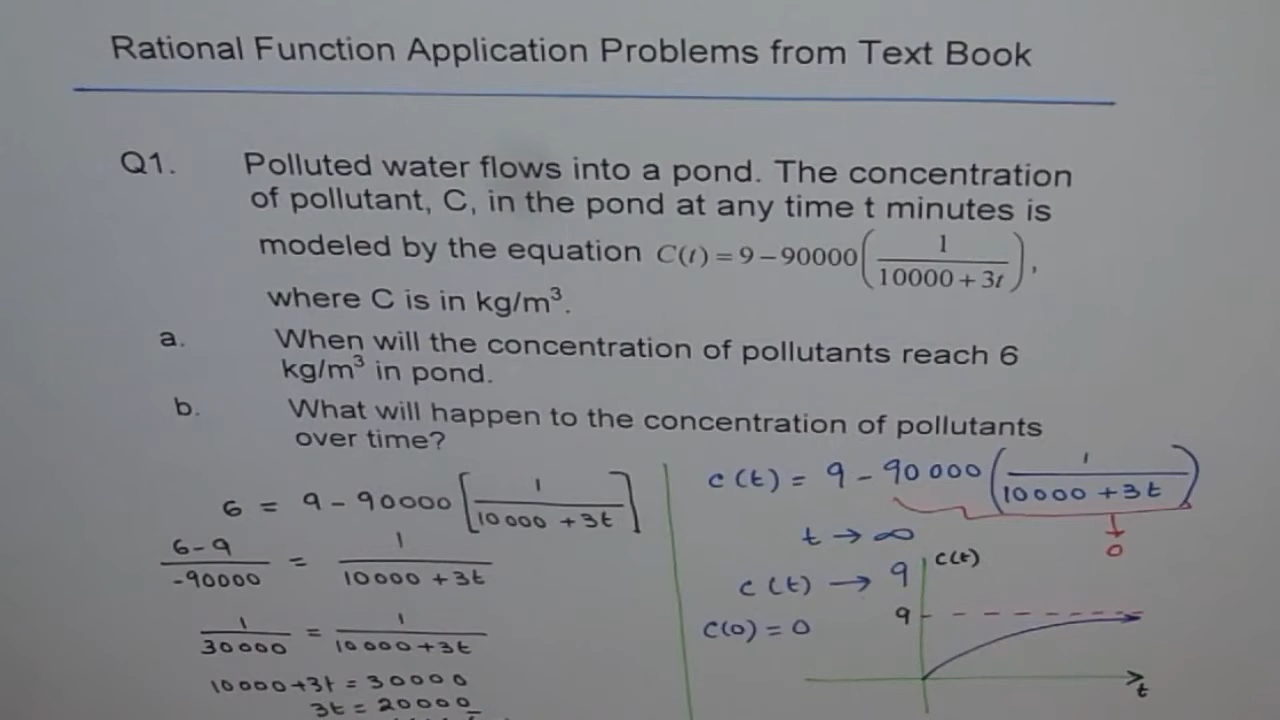 Rational Function Application Problems from Text Book
Q1. Polluted water flows into a pond. The concentration
of pollutant, C, in the pond at any time t minutes is
modeled by the equation C(t) = 9 − 90000(1/(10000 + 3t)),
where C is in kg/m³.
a. When will the concentration of pollutants reach 6
kg/m³ in pond.
b. What will happen to the concentration of pollutants
over time?
6 = 9 - 90000 [1/(10000 + 3t)]
(6-9)/(-90000) = 1/(10000 + 3t)
1/30000 = 1/(10000+3t)
10000+3t = 30000
3t = 20000
c(t) = 9 - 90000 (1/(10000 + 3t))
0
t → ∞
c(t) → 9
c(0) = 0
c(t)
9
t